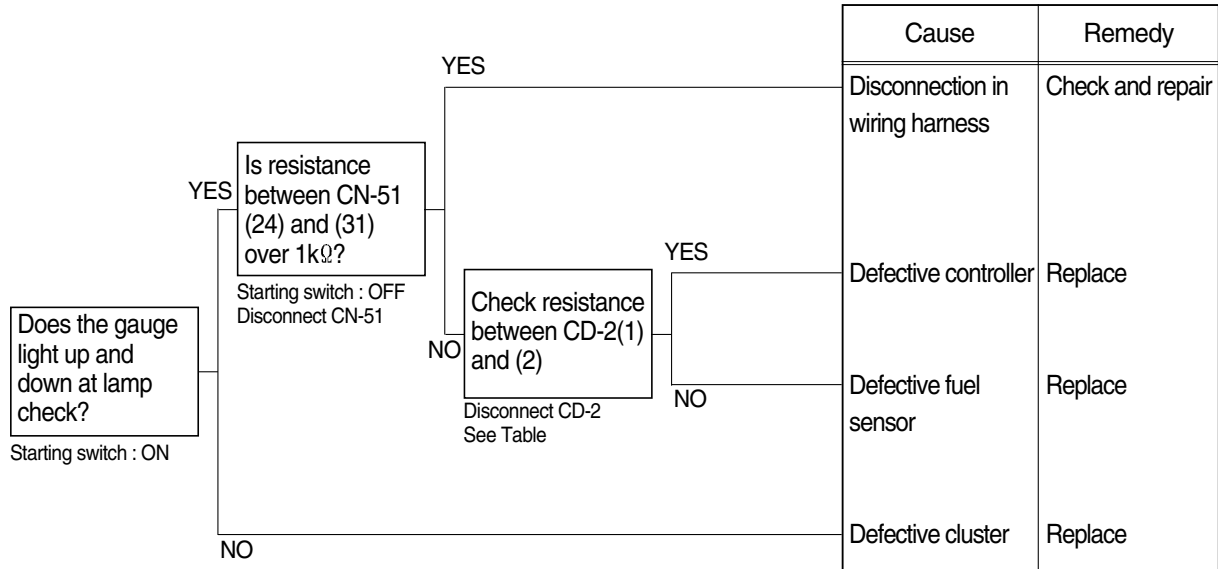 Cause
Remedy
YES
Disconnection in
wiring harness
Check and repair
YES
Is resistance
between CN-51
(24) and (31)
over 1kΩ?
Starting switch : OFF
Disconnect CN-51
YES
Defective controller
Replace
NO
Check resistance
between CD-2(1)
and (2)
Disconnect CD-2
See Table
NO
Defective fuel
sensor
Replace
Does the gauge
light up and
down at lamp
check?
Starting switch : ON
NO
Defective cluster
Replace